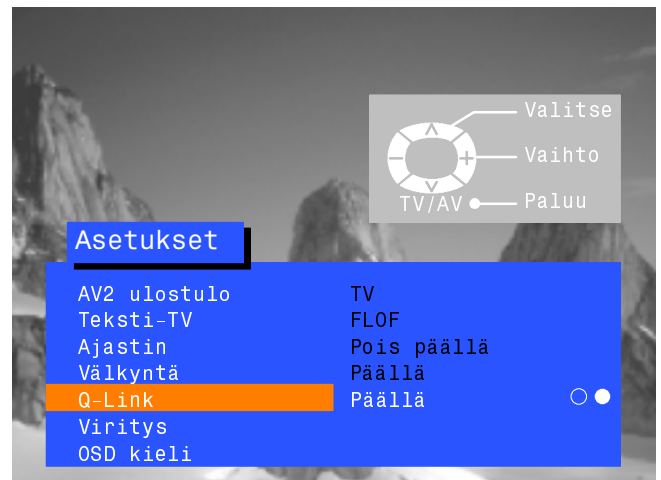 Valitse
Vaihto
TV/AV Paluu
Asetukset
AV2 ulostulo TV
Teksti-TV FLOF
Ajastin Pois päällä
Välkyntä Päällä
Q-Link Päällä
Viritys
OSD kieli